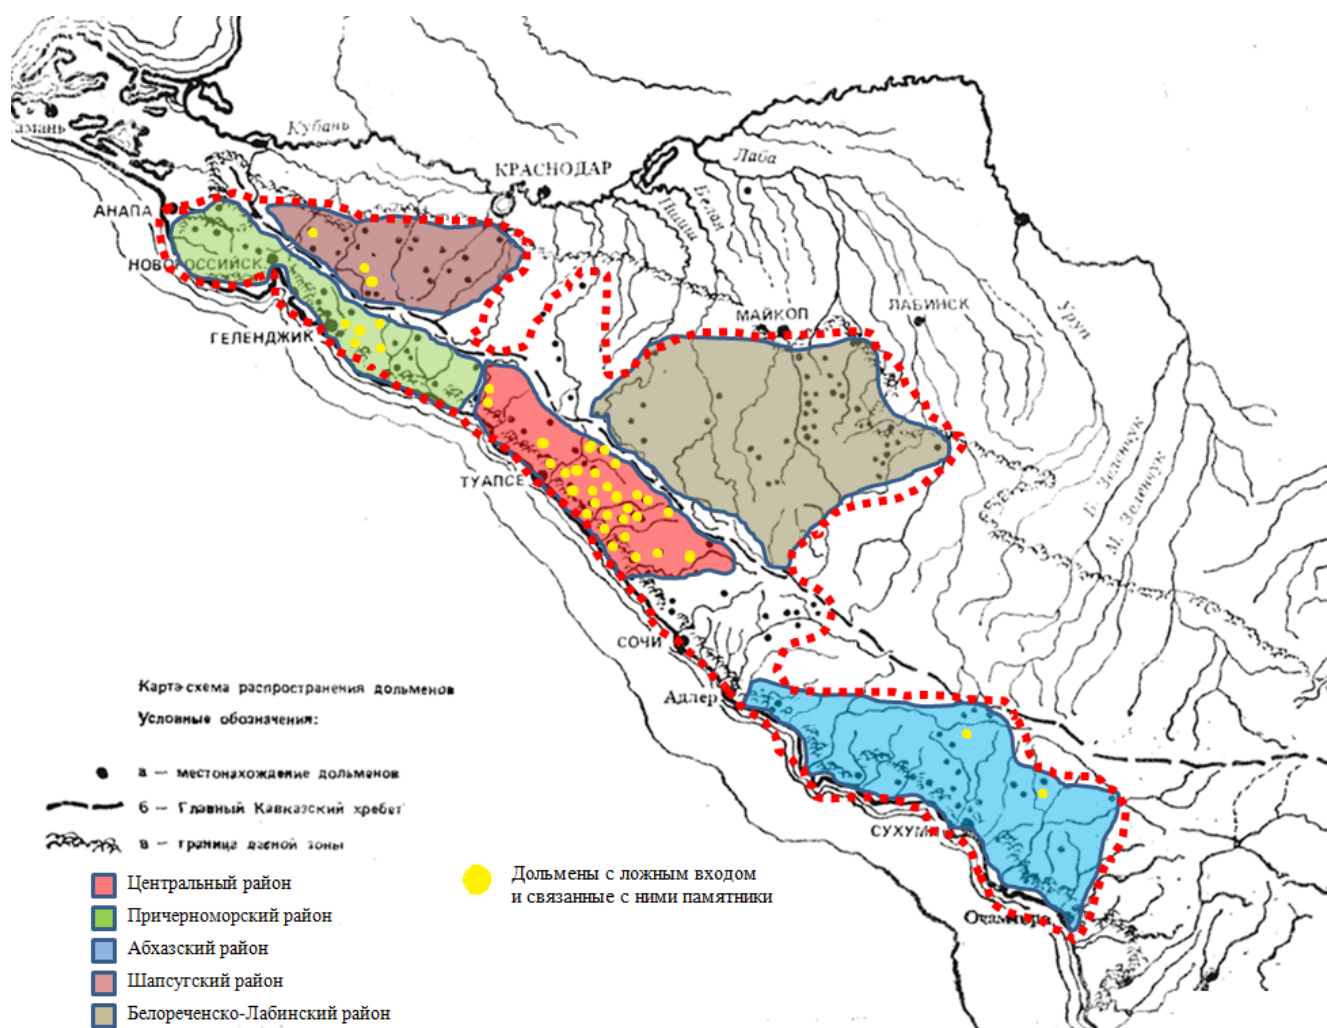 Кубань
КРАСНОДАР
Лаба
Белая
Пшиш
амань
АНАПА
НОВОРОССИЙСК
ГЕЛЕНДЖИК
МАЙКОП
ЛАБИНСК
Уруп
ТУАПСЕ
Б. Зеленчук
М. Зеленчук
СОЧИ
Адлер
СУХУМ
Очамчира
Карта-схема распространения дольменов
Условные обозначения:
а — местонахождение дольменов
б — Главный Кавказский хребет
в — граница лесной зоны
Центральный район
Причерноморский район
Абхазский район
Шапсугский район
Белореченско-Лабинский район
Дольмены с ложным входом
и связанные с ними памятники